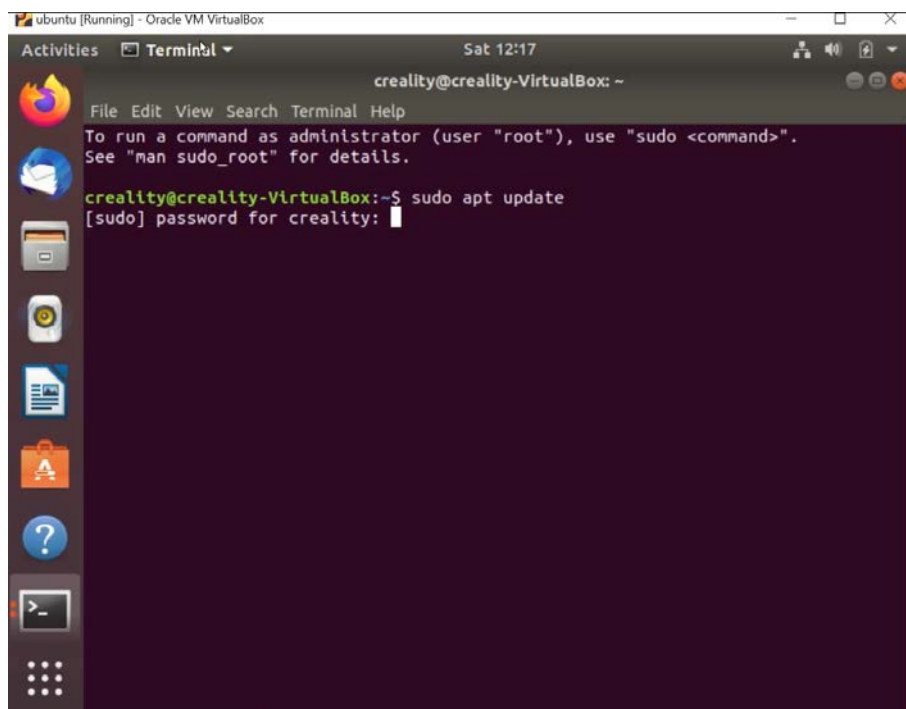 ubuntu [Running] - Oracle VM VirtualBox
Activities Terminal Sat 12:17
creality@creality-VirtualBox: ~
File Edit View Search Terminal Help
To run a command as administrator (user "root"), use "sudo <command>".
See "man sudo_root" for details.
creality@creality-VirtualBox:~$ sudo apt update
[sudo] password for creality: